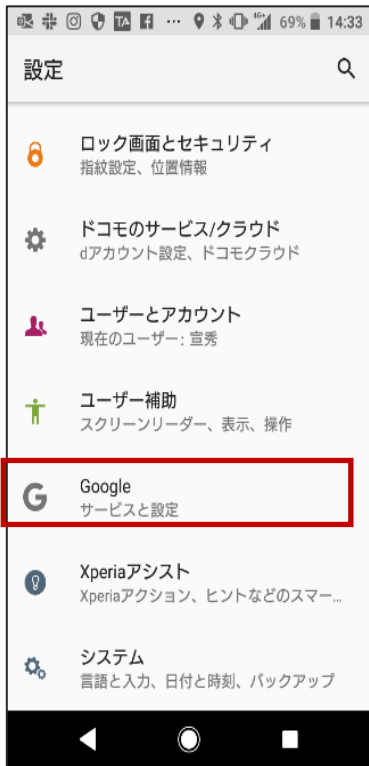 69% 14:33
設定
ロック画面とセキュリティ
指紋設定、位置情報
ドコモのサービス/クラウド
dアカウント設定、ドコモクラウド
ユーザーとアカウント
現在のユーザー: 宣秀
ユーザー補助
スクリーンリーダー、表示、操作
Google
サービスと設定
Xperiaアシスト
Xperiaアクション、ヒントなどのスマー...
システム
言語と入力、日付と時刻、バックアップ